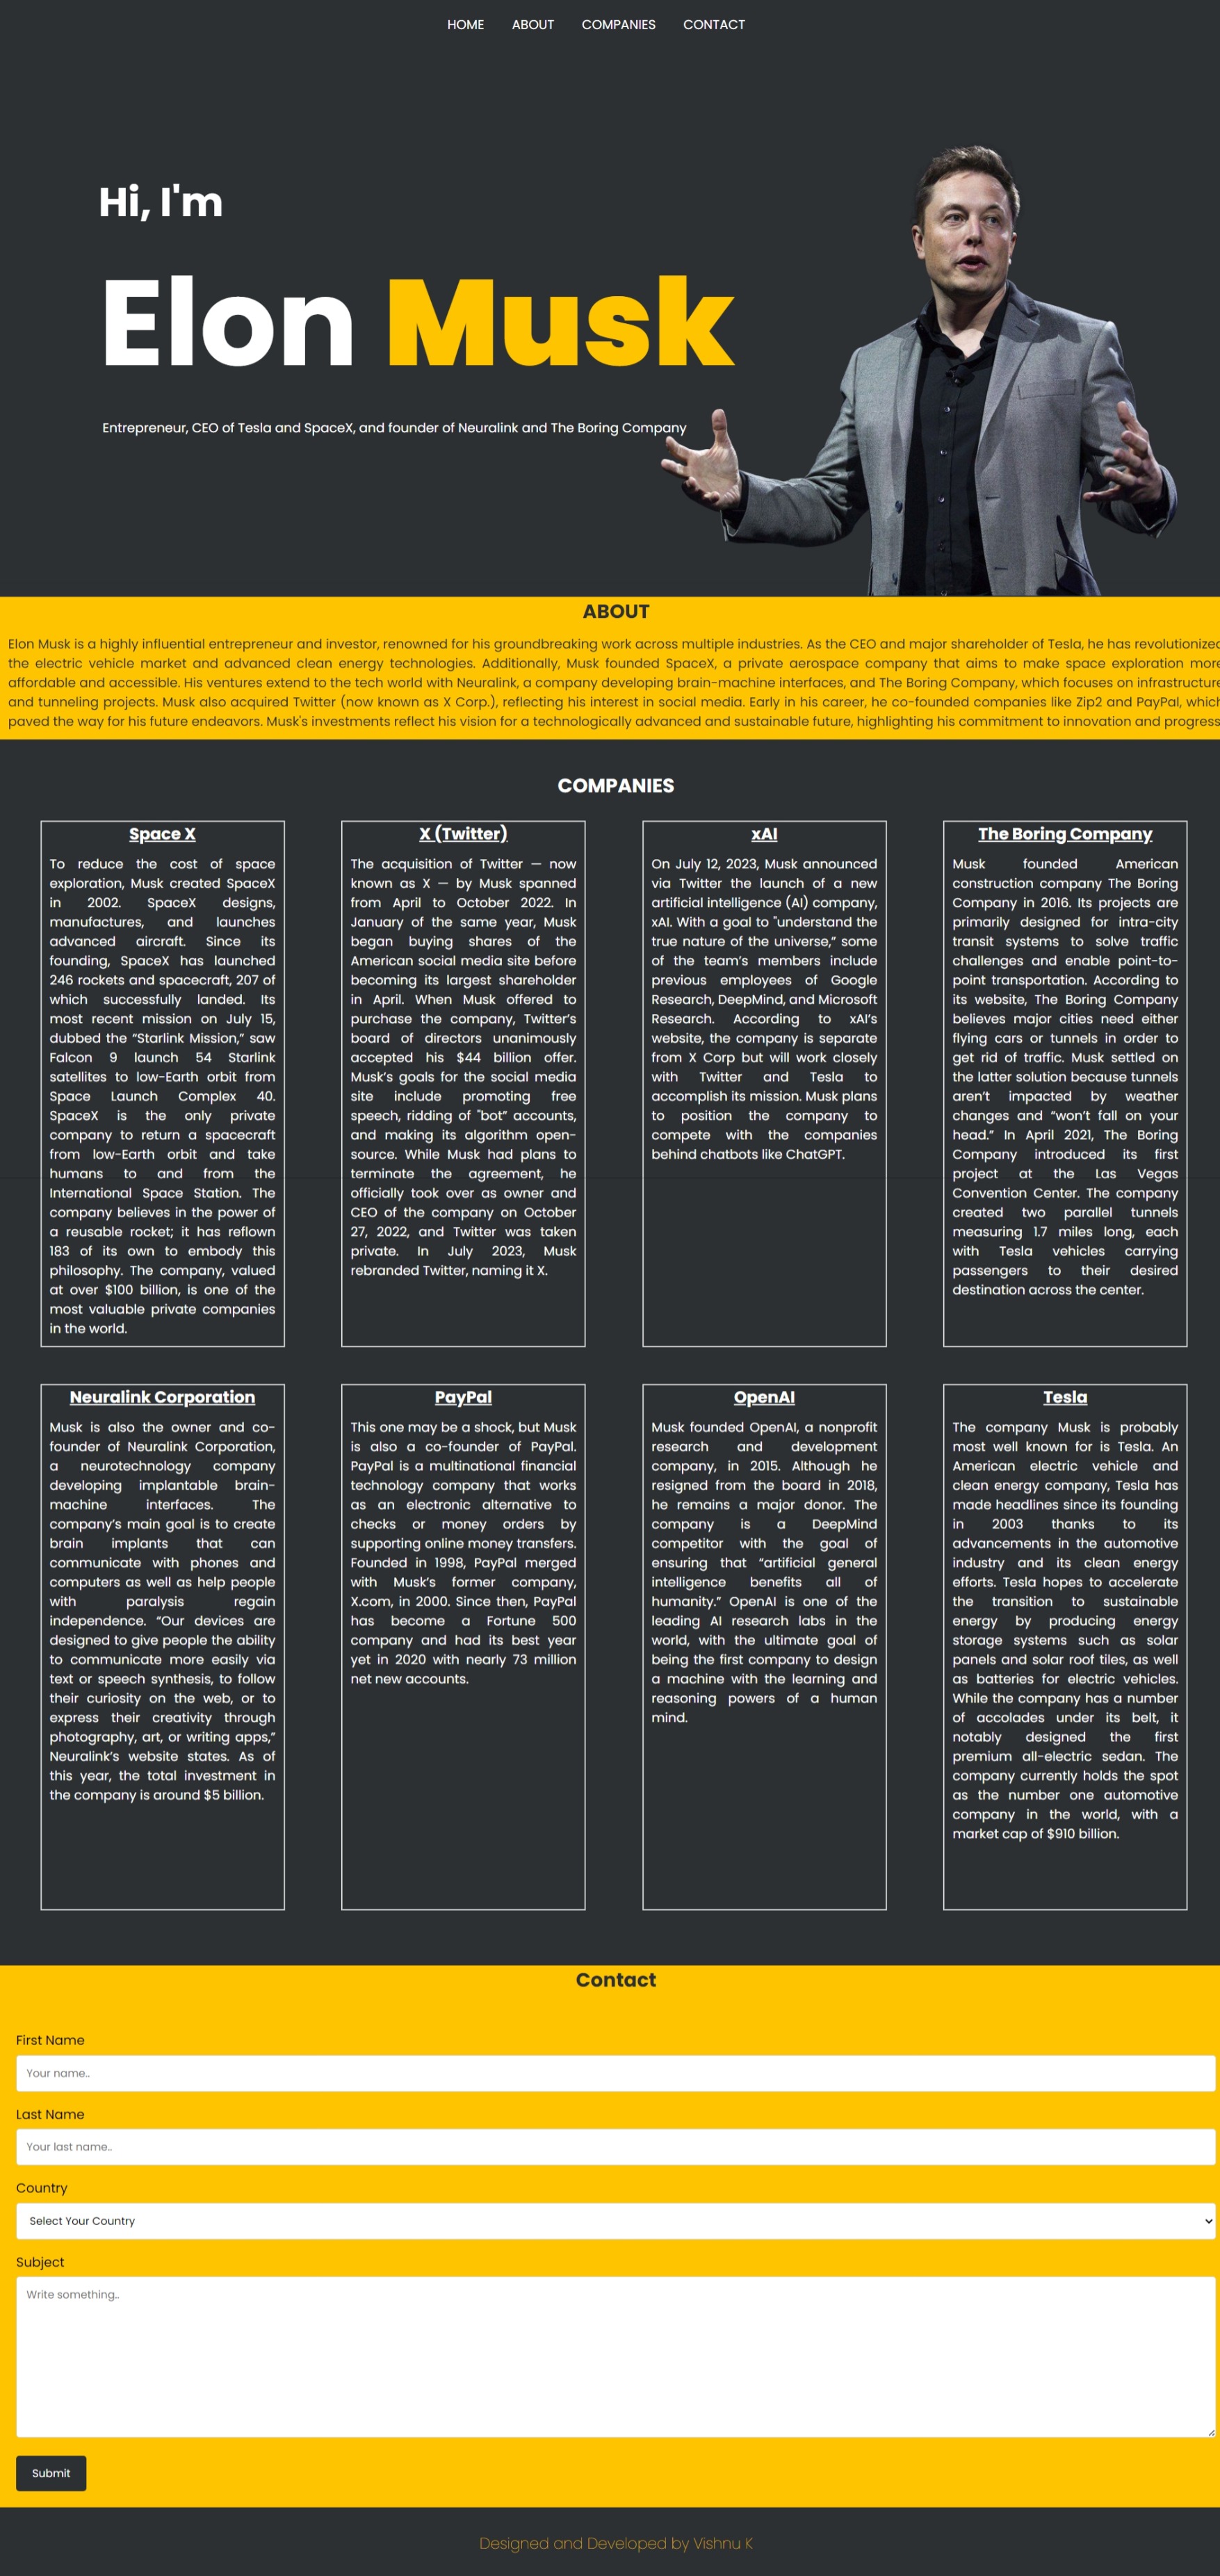 HOME ABOUT COMPANIES CONTACT
Hi, I'm
Elon Musk
Entrepreneur, CEO of Tesla and SpaceX, and founder of Neuralink and The Boring Company
ABOUT
Elon Musk is a highly influential entrepreneur and investor, renowned for his groundbreaking work across multiple industries. As the CEO and major shareholder of Tesla, he has revolutionized
the electric vehicle market and advanced clean energy technologies. Additionally, Musk founded SpaceX, a private aerospace company that aims to make space exploration more
affordable and accessible. His ventures extend to the tech world with Neuralink, a company developing brain-machine interfaces, and The Boring Company, which focuses on infrastructure
and tunneling projects. Musk also acquired Twitter (now known as X Corp.), reflecting his interest in social media. Early in his career, he co-founded companies like Zip2 and PayPal, which
paved the way for his future endeavors. Musk's investments reflect his vision for a technologically advanced and sustainable future, highlighting his commitment to innovation and progress
COMPANIES
Space X
To reduce the cost of space
exploration, Musk created SpaceX
in 2002. SpaceX designs,
manufactures, and launches
advanced aircraft. Since its
founding, SpaceX has launched
246 rockets and spacecraft, 207 of
which successfully landed. Its
most recent mission on July 15,
dubbed the “Starlink Mission,” saw
Falcon 9 launch 54 Starlink
satellites to low-Earth orbit from
Space Launch Complex 40.
SpaceX is the only private
company to return a spacecraft
from low-Earth orbit and take
humans to and from the
International Space Station. The
company believes in the power of
a reusable rocket; it has reflown
183 of its own to embody this
philosophy. The company, valued
at over $100 billion, is one of the
most valuable private companies
in the world.
X (Twitter)
The acquisition of Twitter — now
known as X — by Musk spanned
from April to October 2022. In
January of the same year, Musk
began buying shares of the
American social media site before
becoming its largest shareholder
in April. When Musk offered to
purchase the company, Twitter’s
board of directors unanimously
accepted his $44 billion offer.
Musk’s goals for the social media
site include promoting free
speech, ridding of "bot” accounts,
and making its algorithm open-
source. While Musk had plans to
terminate the agreement, he
officially took over as owner and
CEO of the company on October
27, 2022, and Twitter was taken
private. In July 2023, Musk
rebranded Twitter, naming it X.
xAI
On July 12, 2023, Musk announced
via Twitter the launch of a new
artificial intelligence (AI) company,
xAI. With a goal to "understand the
true nature of the universe,” some
of the team’s members include
previous employees of Google
Research, DeepMind, and Microsoft
Research. According to xAI’s
website, the company is separate
from X Corp but will work closely
with Twitter and Tesla to
accomplish its mission. Musk plans
to position the company to
compete with the companies
behind chatbots like ChatGPT.
The Boring Company
Musk founded American
construction company The Boring
Company in 2016. Its projects are
primarily designed for intra-city
transit systems to solve traffic
challenges and enable point-to-
point transportation. According to
its website, The Boring Company
believes major cities need either
flying cars or tunnels in order to
get rid of traffic. Musk settled on
the latter solution because tunnels
aren’t impacted by weather
changes and “won’t fall on your
head.” In April 2021, The Boring
Company introduced its first
project at the Las Vegas
Convention Center. The company
created two parallel tunnels
measuring 1.7 miles long, each
with Tesla vehicles carrying
passengers to their desired
destination across the center.
Neuralink Corporation
Musk is also the owner and co-
founder of Neuralink Corporation,
a neurotechnology company
developing implantable brain-
machine interfaces. The
company’s main goal is to create
brain implants that can
communicate with phones and
computers as well as help people
with paralysis regain
independence. “Our devices are
designed to give people the ability
to communicate more easily via
text or speech synthesis, to follow
their curiosity on the web, or to
express their creativity through
photography, art, or writing apps,”
Neuralink’s website states. As of
this year, the total investment in
the company is around $5 billion.
PayPal
This one may be a shock, but Musk
is also a co-founder of PayPal.
PayPal is a multinational financial
technology company that works
as an electronic alternative to
checks or money orders by
supporting online money transfers.
Founded in 1998, PayPal merged
with Musk’s former company,
X.com, in 2000. Since then, PayPal
has become a Fortune 500
company and had its best year
yet in 2020 with nearly 73 million
net new accounts.
OpenAI
Musk founded OpenAI, a nonprofit
research and development
company, in 2015. Although he
resigned from the board in 2018,
he remains a major donor. The
company is a DeepMind
competitor with the goal of
ensuring that “artificial general
intelligence benefits all of
humanity.” OpenAI is one of the
leading AI research labs in the
world, with the ultimate goal of
being the first company to design
a machine with the learning and
reasoning powers of a human
mind.
Tesla
The company Musk is probably
most well known for is Tesla. An
American electric vehicle and
clean energy company, Tesla has
made headlines since its founding
in 2003 thanks to its
advancements in the automotive
industry and its clean energy
efforts. Tesla hopes to accelerate
the transition to sustainable
energy by producing energy
storage systems such as solar
panels and solar roof tiles, as well
as batteries for electric vehicles.
While the company has a number
of accolades under its belt, it
notably designed the first
premium all-electric sedan. The
company currently holds the spot
as the number one automotive
company in the world, with a
market cap of $910 billion.
Contact
First Name
Your name..
Last Name
Your last name..
Country
Select Your Country
Subject
Write something..
Submit
Designed and Developed by Vishnu K